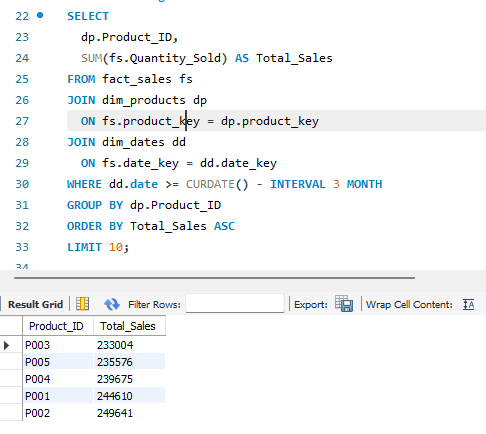 22 SELECT
23 dp.Product_ID,
24 SUM(fs.Quantity_Sold) AS Total_Sales
25 FROM fact_sales fs
26 JOIN dim_products dp
27 ON fs.product_key = dp.product_key
28 JOIN dim_dates dd
29 ON fs.date_key = dd.date_key
30 WHERE dd.date >= CURDATE() - INTERVAL 3 MONTH
31 GROUP BY dp.Product_ID
32 ORDER BY Total_Sales ASC
33 LIMIT 10;
34
Result Grid Filter Rows: Export: Wrap Cell Content: IA
Product_ID Total_Sales
P003 233004
P005 235576
P004 239675
P001 244610
P002 249641